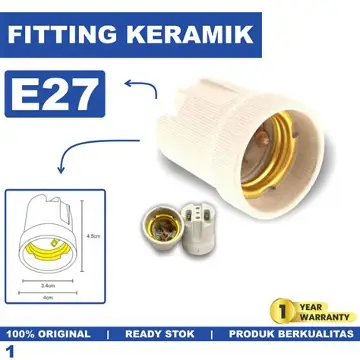 FITTING KERAMIK
E27
4.5cm
3.4cm
4cm
1 YEAR
WARRANTY
100% ORIGINAL | READY STOK | PRODUK BERKUALITAS
1